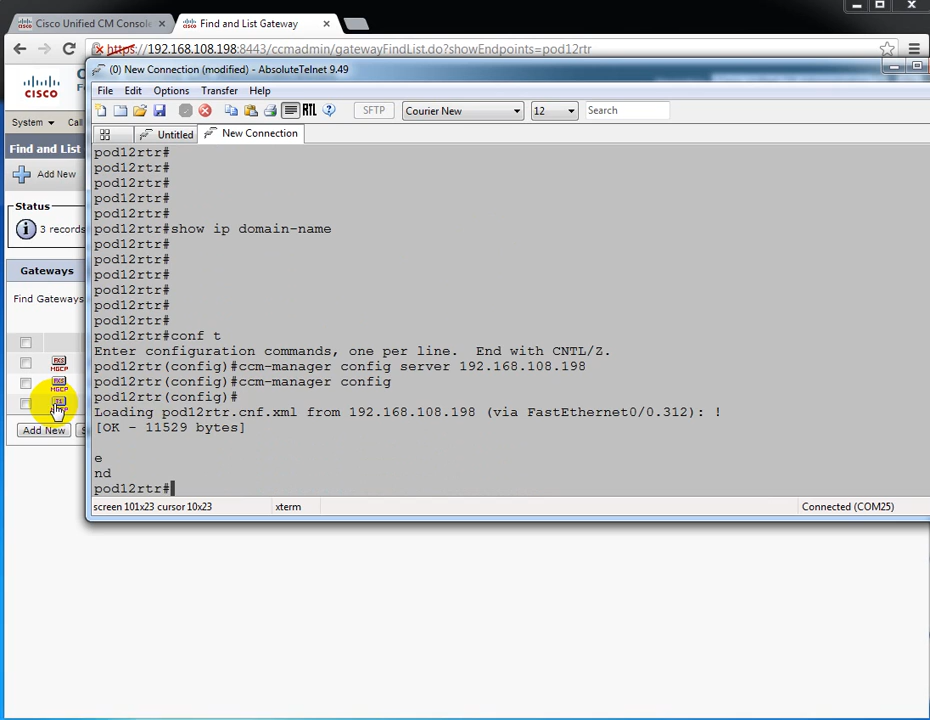 Cisco Unified CM Console
Find and List Gateway
https://192.168.108.198:8443/ccmadmin/gatewayFindList.do?showEndpoints=pod12rtr
(0) New Connection (modified) - AbsoluteTelnet 9.49
CISCO
File Edit Options Transfer Help
RTL SFTP Courier New 12 Search
System Cal
Untitled New Connection
Find and List
Add New
Status
3 records
Gateways
Find Gateways
MGCP
MGCP
Add New
pod12rtr#
pod12rtr#
pod12rtr#
pod12rtr#
pod12rtr#
pod12rtr#show ip domain-name
pod12rtr#
pod12rtr#
pod12rtr#
pod12rtr#
pod12rtr#
pod12rtr#
pod12rtr#conf t
Enter configuration commands, one per line.  End with CNTL/Z.
pod12rtr(config)#ccm-manager config server 192.168.108.198
pod12rtr(config)#ccm-manager config
pod12rtr(config)#
Loading pod12rtr.cnf.xml from 192.168.108.198 (via FastEthernet0/0.312): !
[OK - 11529 bytes]
e
nd
pod12rtr#
screen 101x23 cursor 10x23 xterm Connected (COM25)